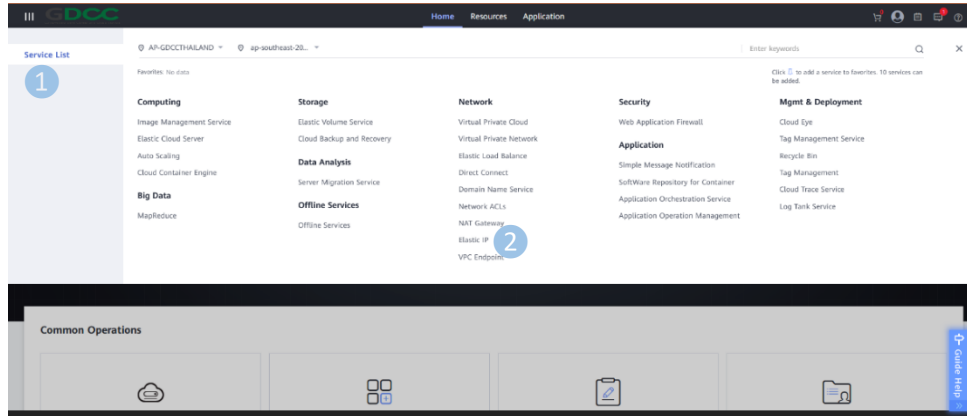 GDCC
Home Resources Application
Service List
1
AP-GDCCTHAILAND
ap-southeast-20...
Enter keywords
Favorites: No data
Click to add a service to favorites. 10 services can be added.
Computing
Image Management Service
Elastic Cloud Server
Auto Scaling
Cloud Container Engine
Big Data
MapReduce
Storage
Elastic Volume Service
Cloud Backup and Recovery
Data Analysis
Server Migration Service
Offline Services
Offline Services
Network
Virtual Private Cloud
Virtual Private Network
Elastic Load Balance
Direct Connect
Domain Name Service
Network ACLs
NAT Gateway
Elastic IP
2
VPC Endpoint
Security
Web Application Firewall
Application
Simple Message Notification
SoftWare Repository for Container
Application Orchestration Service
Application Operation Management
Mgmt & Deployment
Cloud Eye
Tag Management Service
Recycle Bin
Tag Management
Cloud Trace Service
Log Tank Service
Common Operations
Guide Help